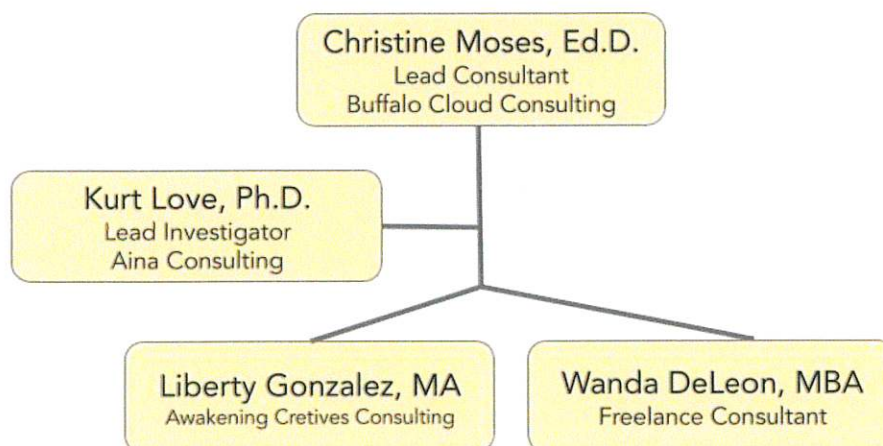 Christine Moses, Ed.D.
Lead Consultant
Buffalo Cloud Consulting
Kurt Love, Ph.D.
Lead Investigator
Aina Consulting
Liberty Gonzalez, MA
Awakening Cretives Consulting
Wanda DeLeon, MBA
Freelance Consultant